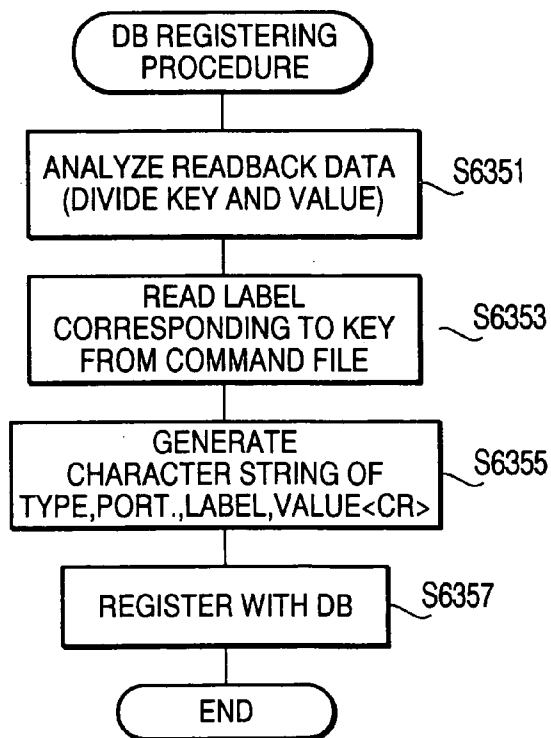 DB REGISTERING
PROCEDURE
ANALYZE READBACK DATA
(DIVIDE KEY AND VALUE)
S6351
READ LABEL
CORRESPONDING TO KEY
FROM COMMAND FILE
S6353
GENERATE
CHARACTER STRING OF
TYPE,PORT.,LABEL,VALUE<CR>
S6355
REGISTER WITH DB
S6357
END